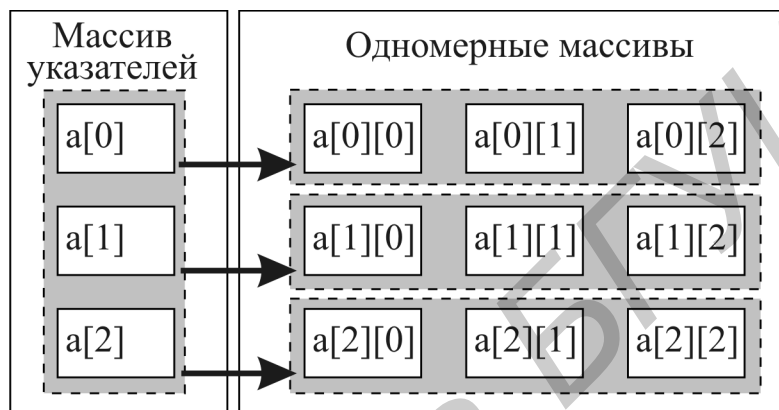 Массив
указателей
Одномерные массивы
a[0] a[0][0] a[0][1] a[0][2]
a[1] a[1][0] a[1][1] a[1][2]
a[2] a[2][0] a[2][1] a[2][2]
БГУ